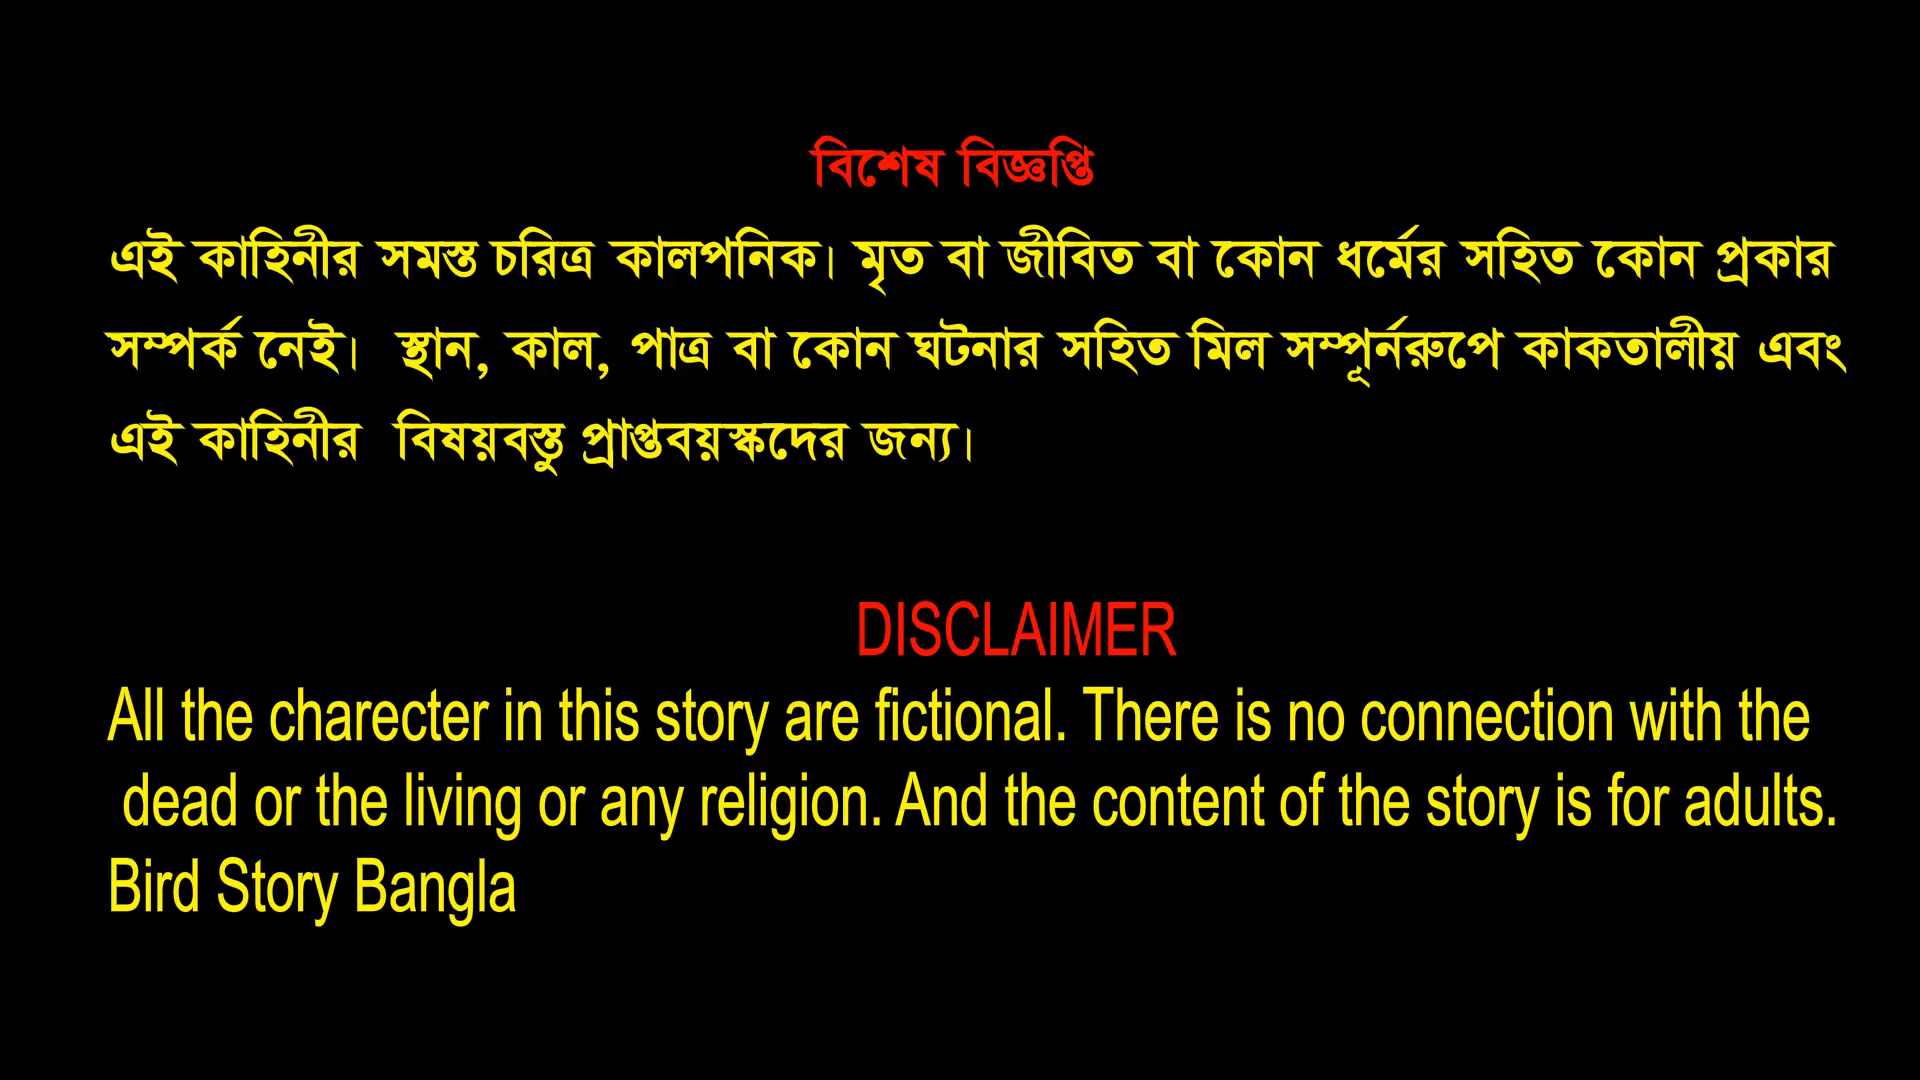 বিশেষ বিজ্ঞপ্তি
এই কাহিনীর সমস্ত চরিত্র কালপনিক। মৃত বা জীবিত বা কোন ধর্মের সহিত কোন প্রকার
সম্পর্ক নেই। স্থান, কাল, পাত্র বা কোন ঘটনার সহিত মিল সম্পূর্নরুপে কাকতালীয় এবং
এই কাহিনীর বিষয়বস্তু প্রাপ্তবয়স্কদের জন্য।
DISCLAIMER
All the charecter in this story are fictional. There is no connection with the
dead or the living or any religion. And the content of the story is for adults.
Bird Story Bangla